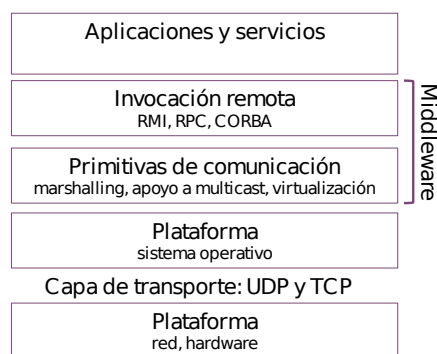 Aplicaciones y servicios
Invocación remota
RMI, RPC, CORBA
Middleware
Primitivas de comunicación
marshalling, apoyo a multicast, virtualización
Plataforma
sistema operativo
Capa de transporte: UDP y TCP
Plataforma
red, hardware